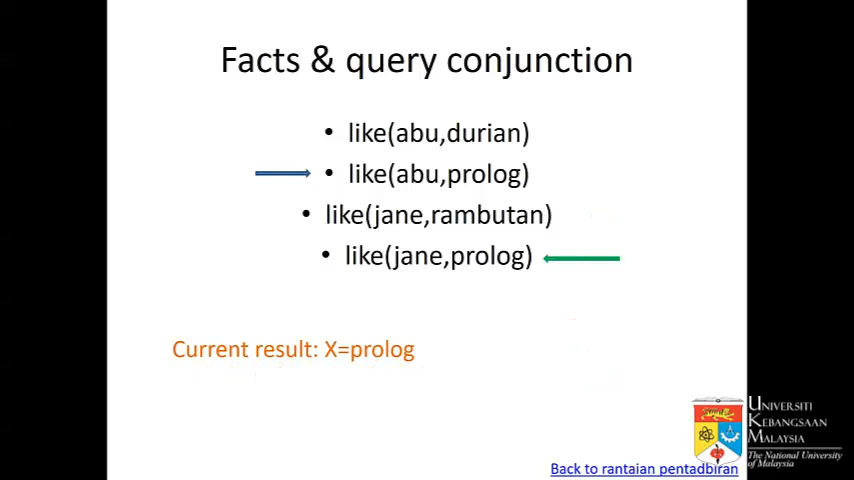 Facts & query conjunction
• like(abu,durian)
• like(abu,prolog)
• like(jane,rambutan)
• like(jane,prolog)
Current result: X=prolog
UNIVERSITI
KEBANGSAAN
MALAYSIA
The National University
of Malaysia
Back to rantaian pentadbiran